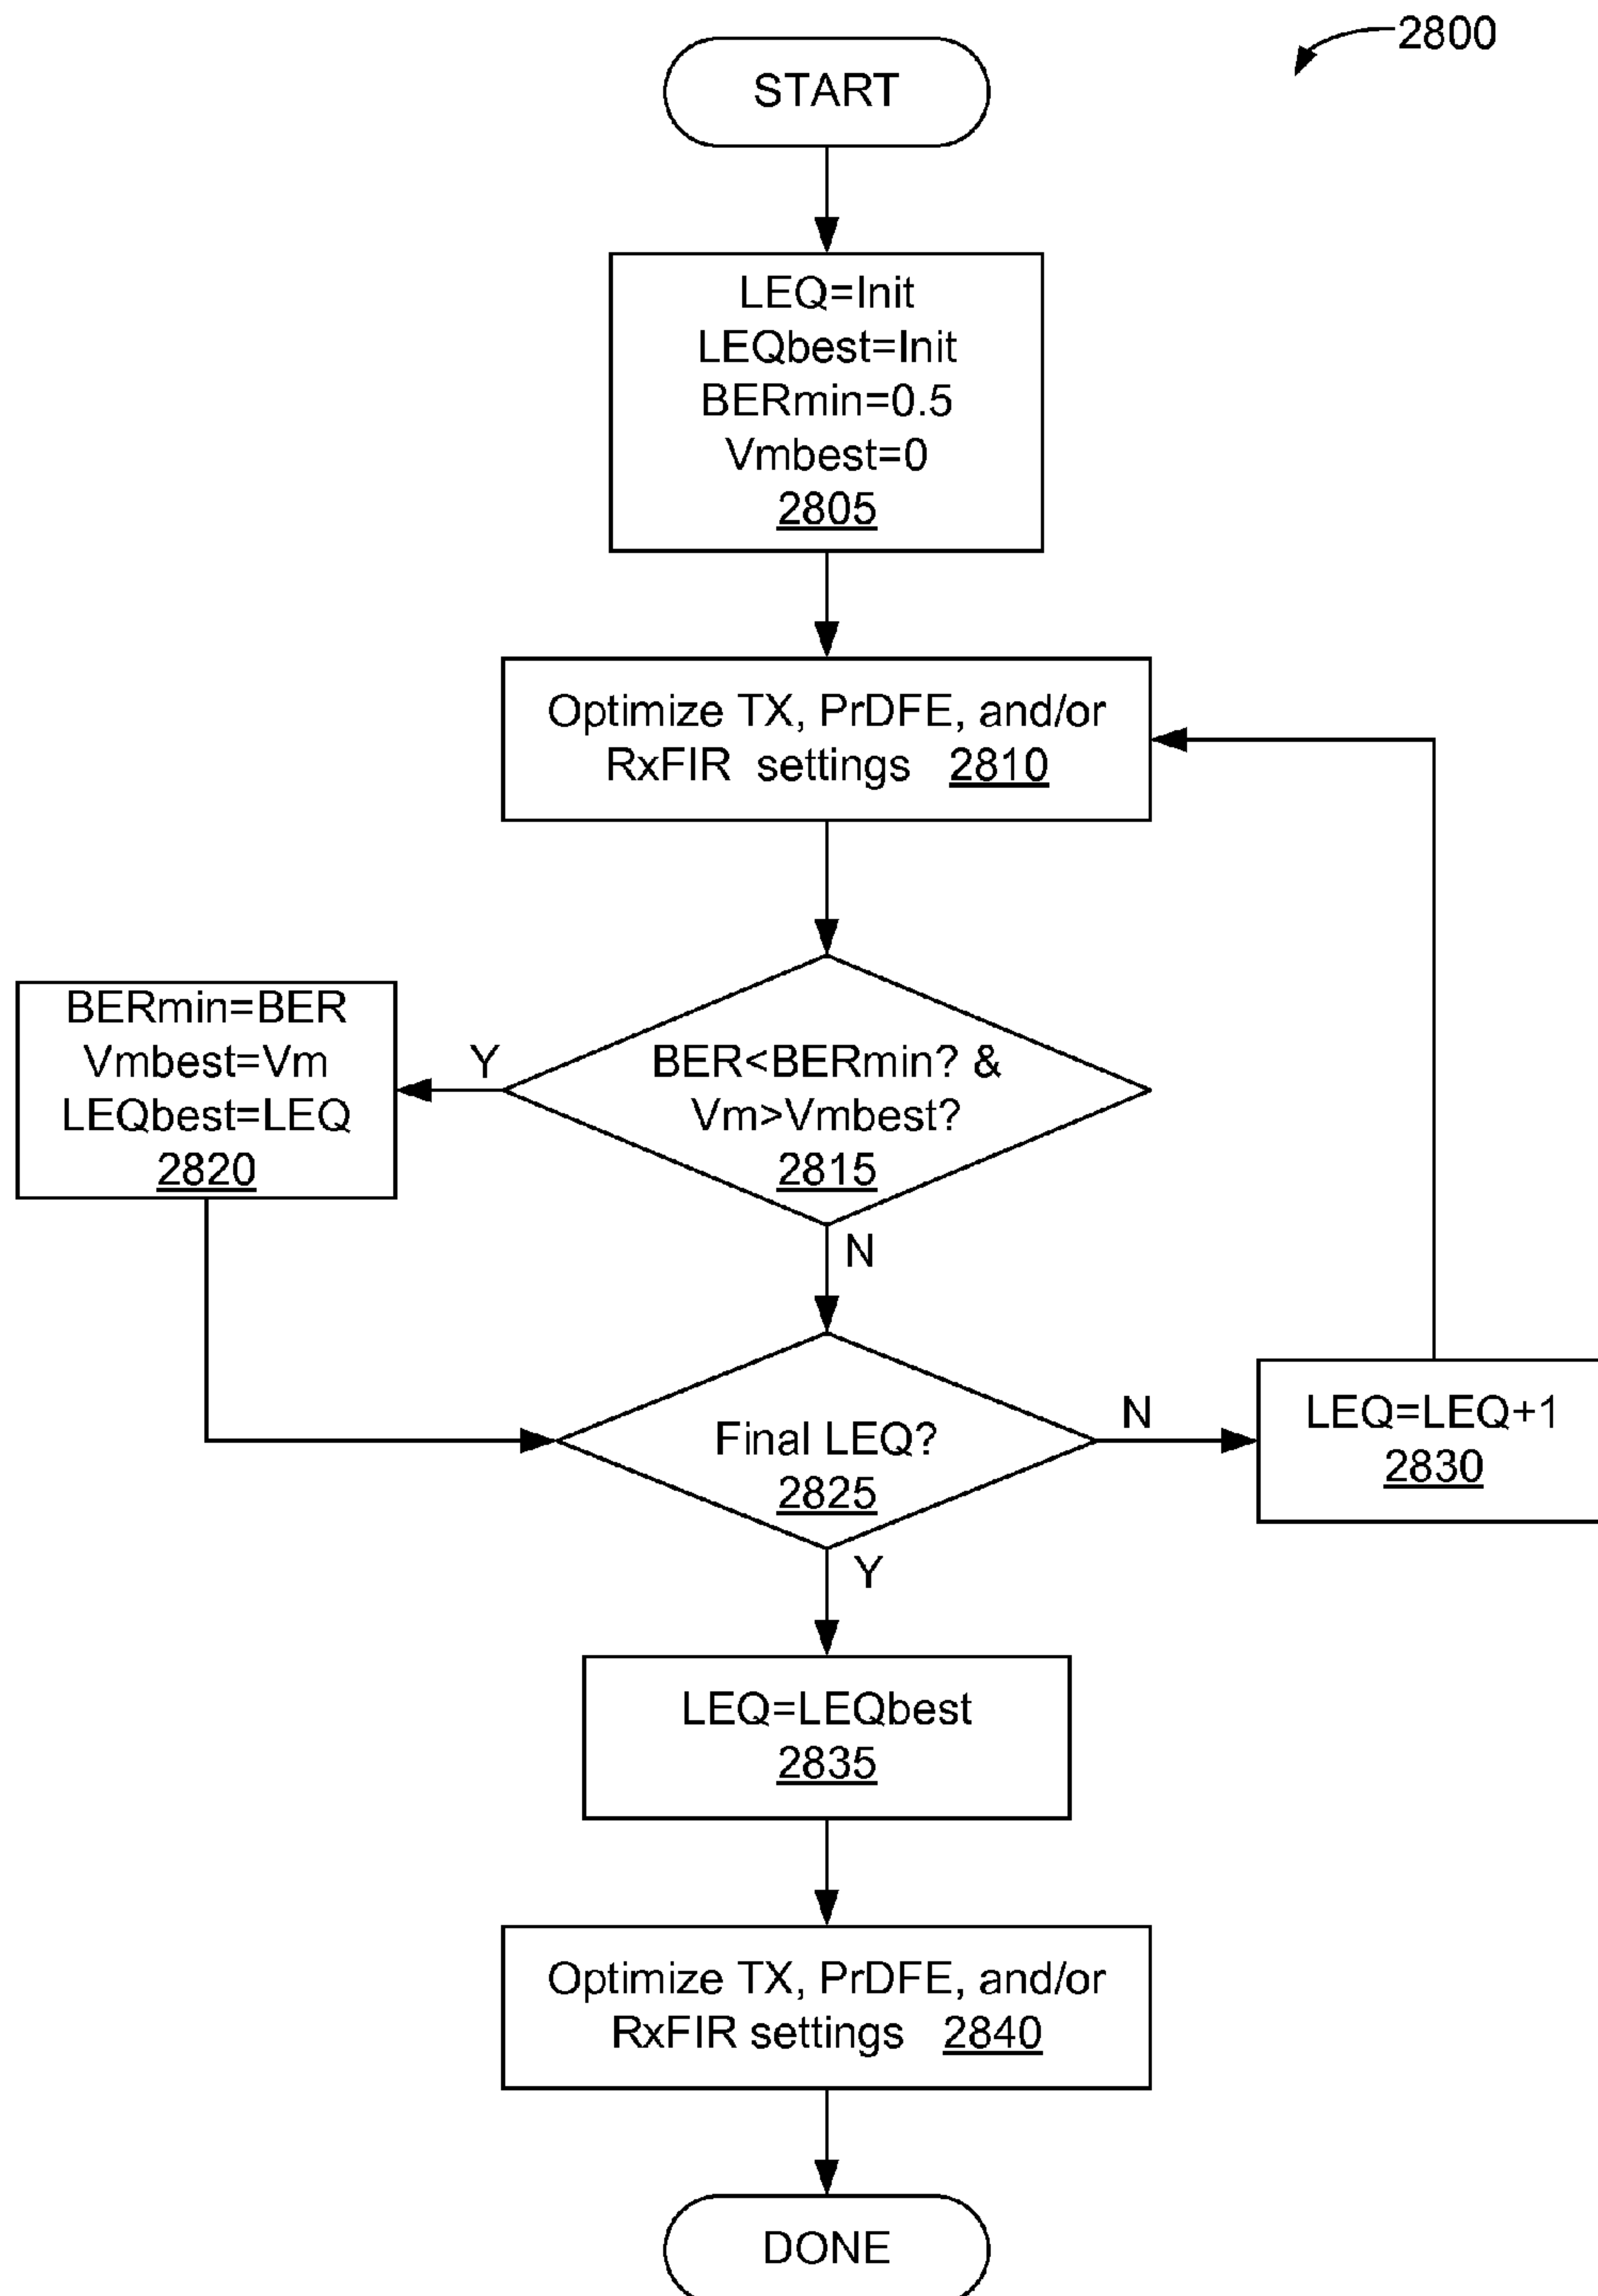 2800
START
LEQ=Init
LEQbest=Init
BERmin=0.5
Vmbest=0
2805
Optimize TX, PrDFE, and/or
RxFIR settings 2810
BER<BERmin? &
Vm>Vmbest?
2815
Y
BERmin=BER
Vmbest=Vm
LEQbest=LEQ
2820
N
Final LEQ?
2825
N
LEQ=LEQ+1
2830
Y
LEQ=LEQbest
2835
Optimize TX, PrDFE, and/or
RxFIR settings 2840
DONE